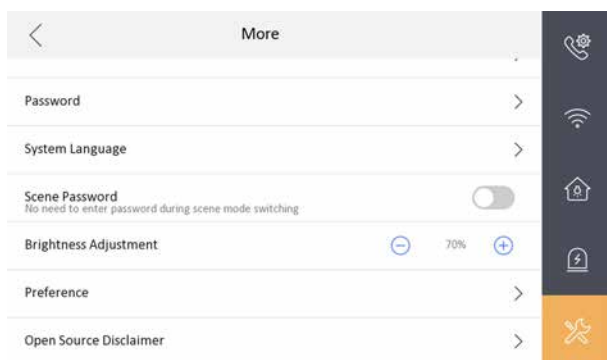 More
Password
System Language
Scene Password
No need to enter password during scene mode switching
Brightness Adjustment
70%
Preference
Open Source Disclaimer